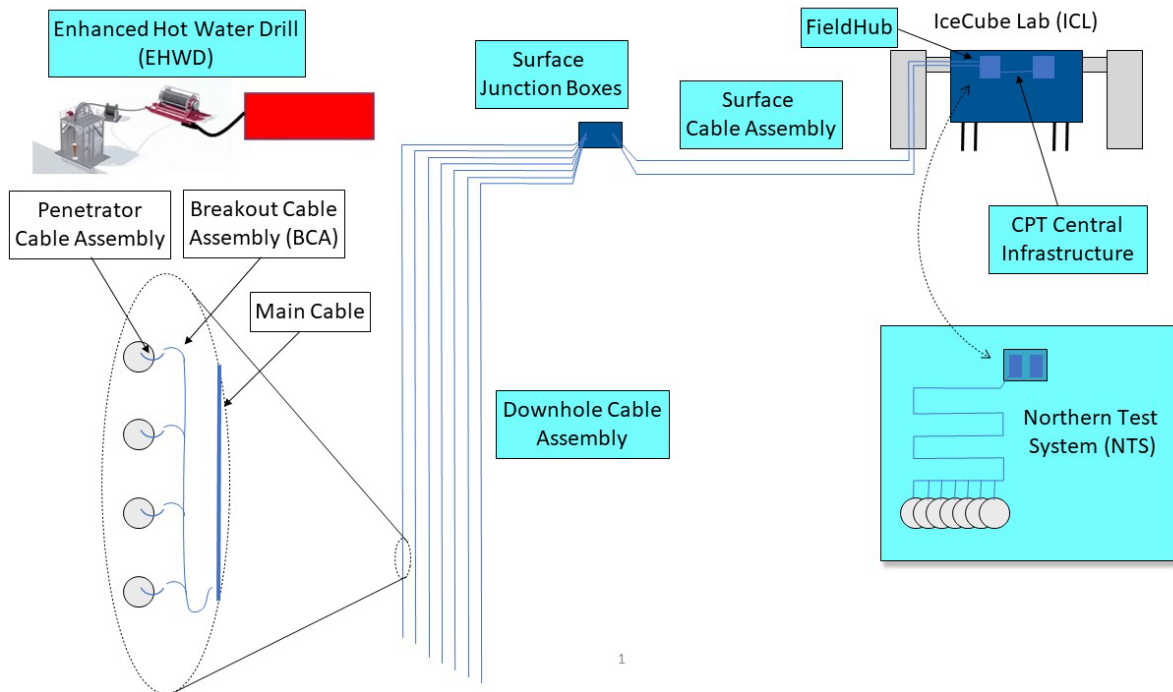 Enhanced Hot Water Drill
(EHWD)
Surface
Junction Boxes
Surface
Cable Assembly
FieldHub
IceCube Lab (ICL)
CPT Central
Infrastructure
Penetrator
Cable Assembly
Breakout Cable
Assembly (BCA)
Main Cable
Downhole Cable
Assembly
Northern Test
System (NTS)
1